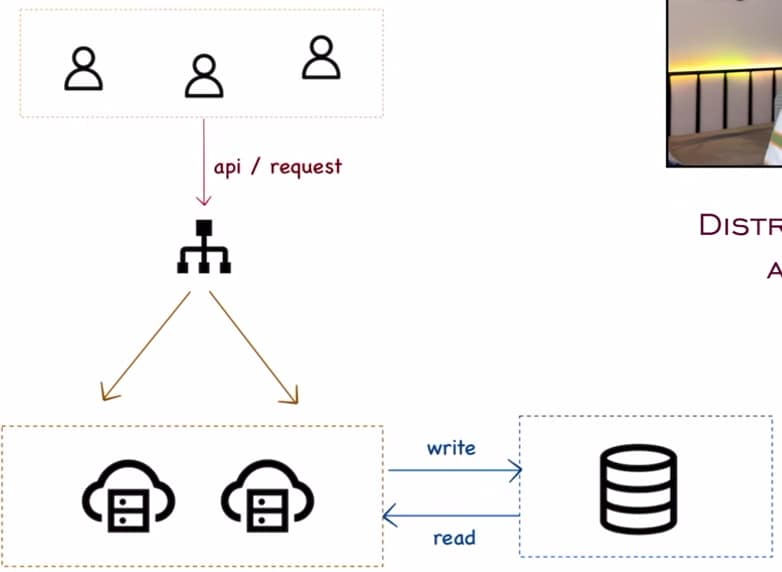 api / request
write
read